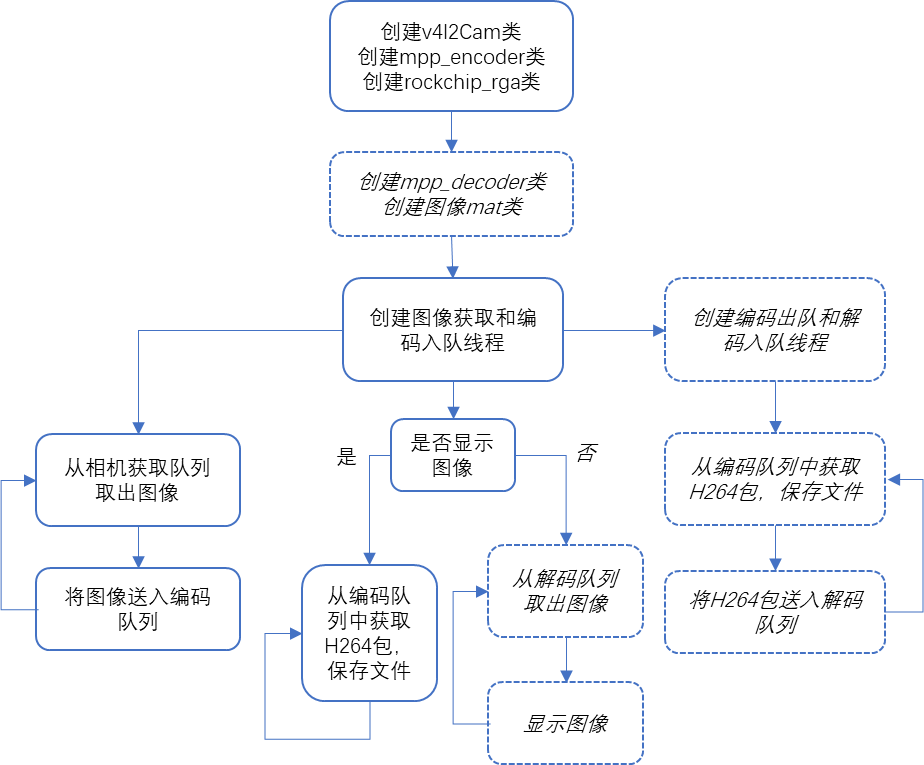 创建v4l2Cam类
创建mpp_encoder类
创建rockchip_rga类
创建mpp_decoder类
创建图像mat类
创建图像获取和编
码入队线程
创建编码出队和解
码入队线程
是否显示
图像
是
否
从相机获取队列
取出图像
从编码队列中获取
H264包，保存文件
将图像送入编码
队列
从编码队
列中获取
H264包，
保存文件
从解码队列
取出图像
将H264包送入解码
队列
显示图像